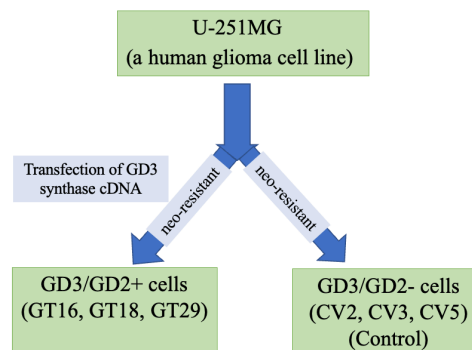 U-251MG
(a human glioma cell line)
Transfection of GD3
synthase cDNA
neo-resistant
neo-resistant
GD3/GD2+ cells
(GT16, GT18, GT29)
GD3/GD2- cells
(CV2, CV3, CV5)
(Control)